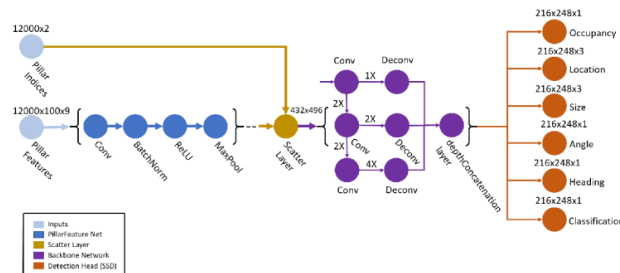 12000x2
Pillar
Indices
12000x100x9
Pillar
Features
Conv
BatchNorm
ReLU
MaxPool
432x496
Scatter
Layer
Conv
1X
Deconv
2X
2X
Conv
Deconv
2X
4X
Conv
Deconv
depthConcatenation
layer
216x248x1
Occupancy
216x248x3
Location
216x248x3
Size
216x248x1
Angle
216x248x1
Heading
216x248x1
Classification
Inputs
PillarFeature Net
Scatter Layer
Backbone Network
Detection Head (SSD)